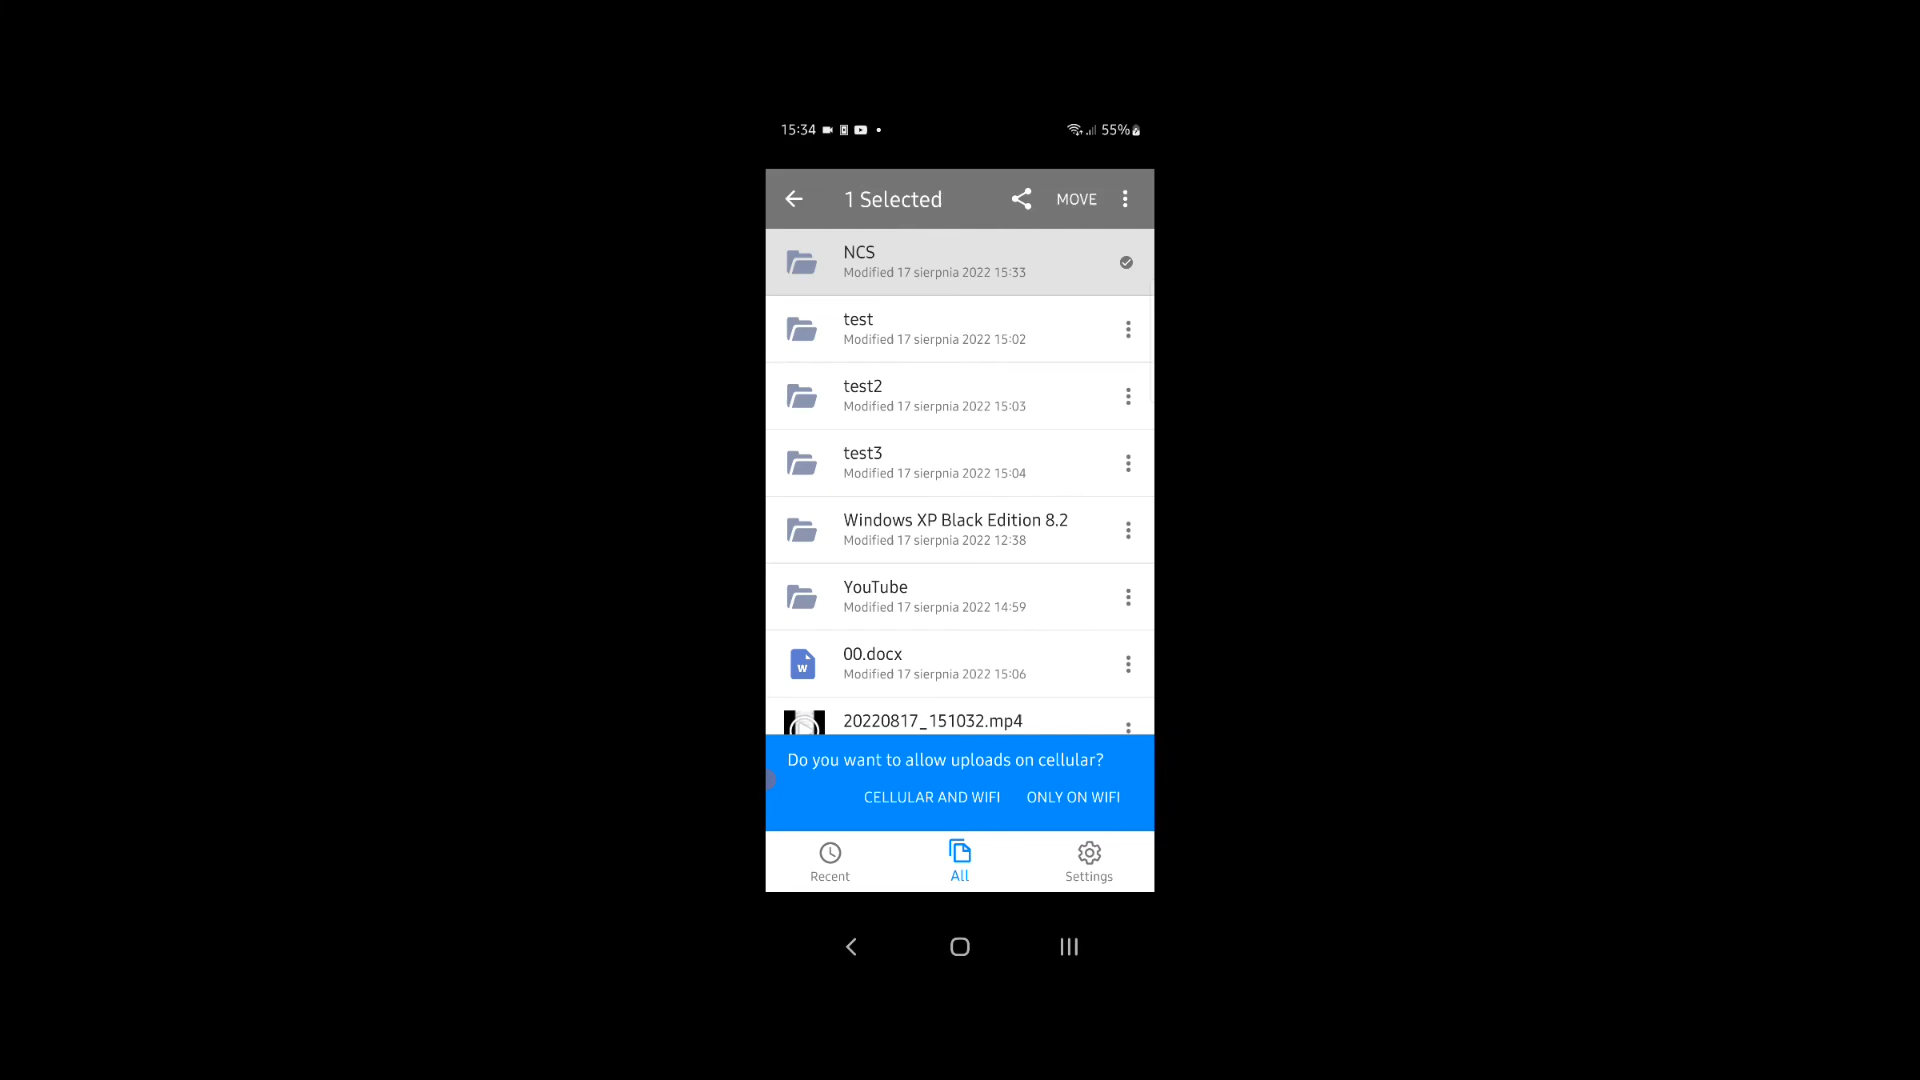 15:34 55%
1 Selected MOVE
NCS
Modified 17 sierpnia 2022 15:33
test
Modified 17 sierpnia 2022 15:02
test2
Modified 17 sierpnia 2022 15:03
test3
Modified 17 sierpnia 2022 15:04
Windows XP Black Edition 8.2
Modified 17 sierpnia 2022 12:38
YouTube
Modified 17 sierpnia 2022 14:59
W
00.docx
Modified 17 sierpnia 2022 15:06
20220817_151032.mp4
Do you want to allow uploads on cellular?
CELLULAR AND WIFI ONLY ON WIFI
Recent All Settings